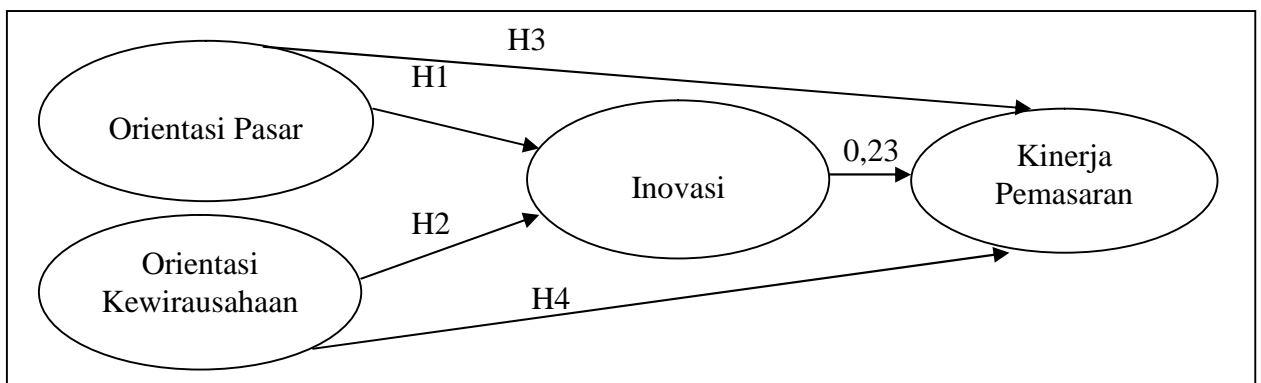 H3
H1
Orientasi Pasar
0,23
Kinerja
Pemasaran
Inovasi
H2
Orientasi
Kewirausahaan
H4